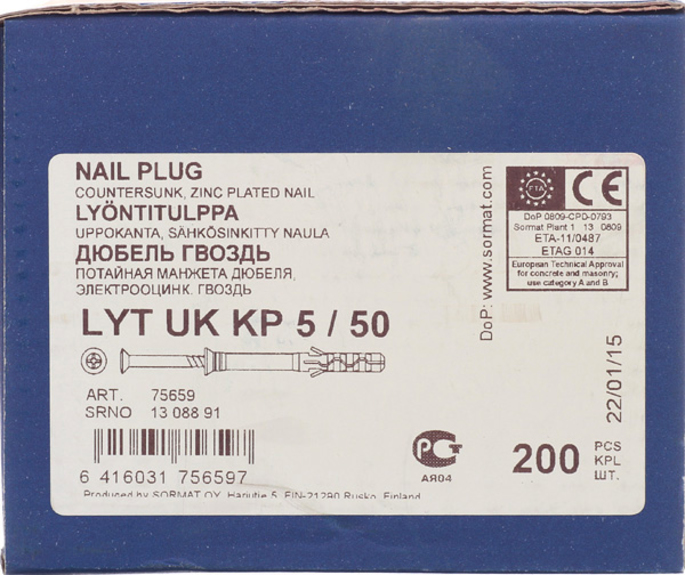 NAIL PLUG
COUNTERSUNK, ZINC PLATED NAIL
LYÖNTITULPPA
UPPOKANTA, SÄHKÖSINKITTY NAULA
ДЮБЕЛЬ ГВОЗДЬ
ПОТАЙНАЯ МАНЖЕТА ДЮБЕЛЯ,
ЭЛЕКТРООЦИНК. ГВОЗДЬ
LYT UK KP 5 / 50
ART. 75659
SRNO 13 088 91
6 416031 756597
Produced by SORMAT OY, Harjutie 5, FIN-21290 Rusko, Finland
DoP: www.sormat.com
ETA
CE
DoP 0809-CPD-0793
Sormat Plant 1 13 0809
ETA-11/0487
ETAG 014
European Technical Approval
for concrete and masonry;
use category A and B
22/01/15
РСТ
АЯ04
200 PCS
KPL
ШТ.